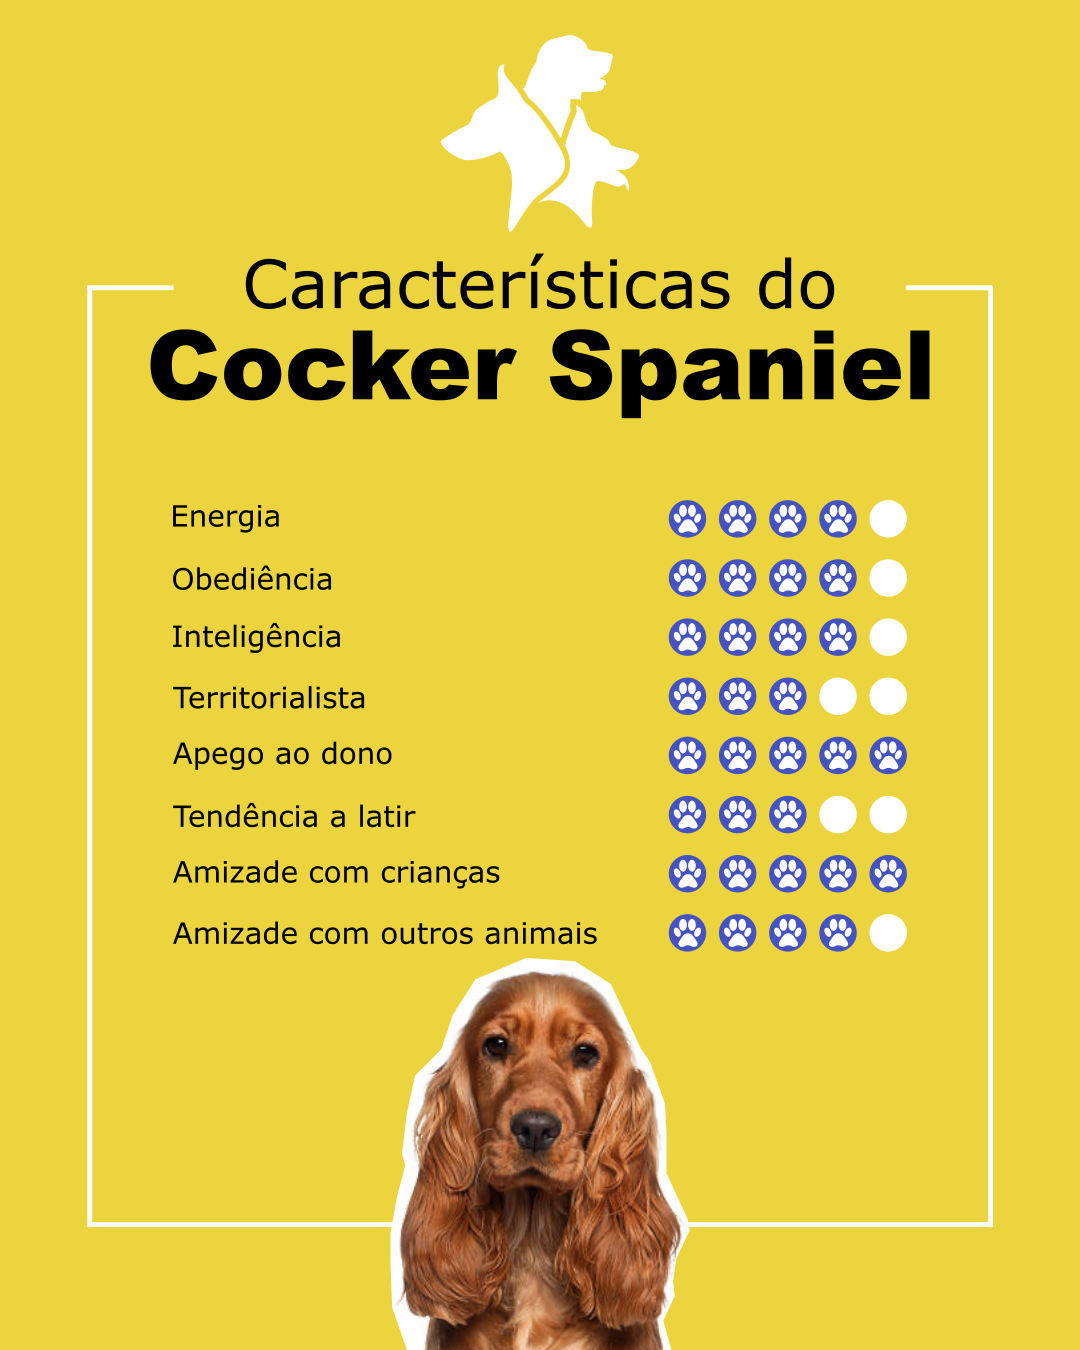 Características do
Cocker Spaniel
Energia
Obediência
Inteligência
Territorialista
Apego ao dono
Tendência a latir
Amizade com crianças
Amizade com outros animais